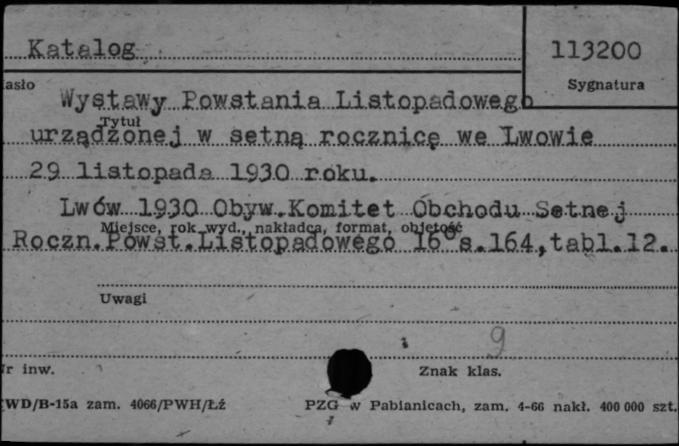 Katalog
113200
Sygnatura
asło
Wystawy Powstania Listopadowego
Tytuł
urządzonej w setną rocznicę we Lwowie
29 listopada 1930 roku.
Lwów 1930 Obyw.Komitet Obchodu Setnej
Miejsce, rok wyd., nakładca, format, objętość
Roczn.Powst.Listopadowego 16° s.164,tabl.12.
Uwagi
9
r inw.
Znak klas.
WD/B-15a zam. 4066/PWH/Łź
PZG w Pabianicach, zam. 4-66 nakł. 400 000 szt.